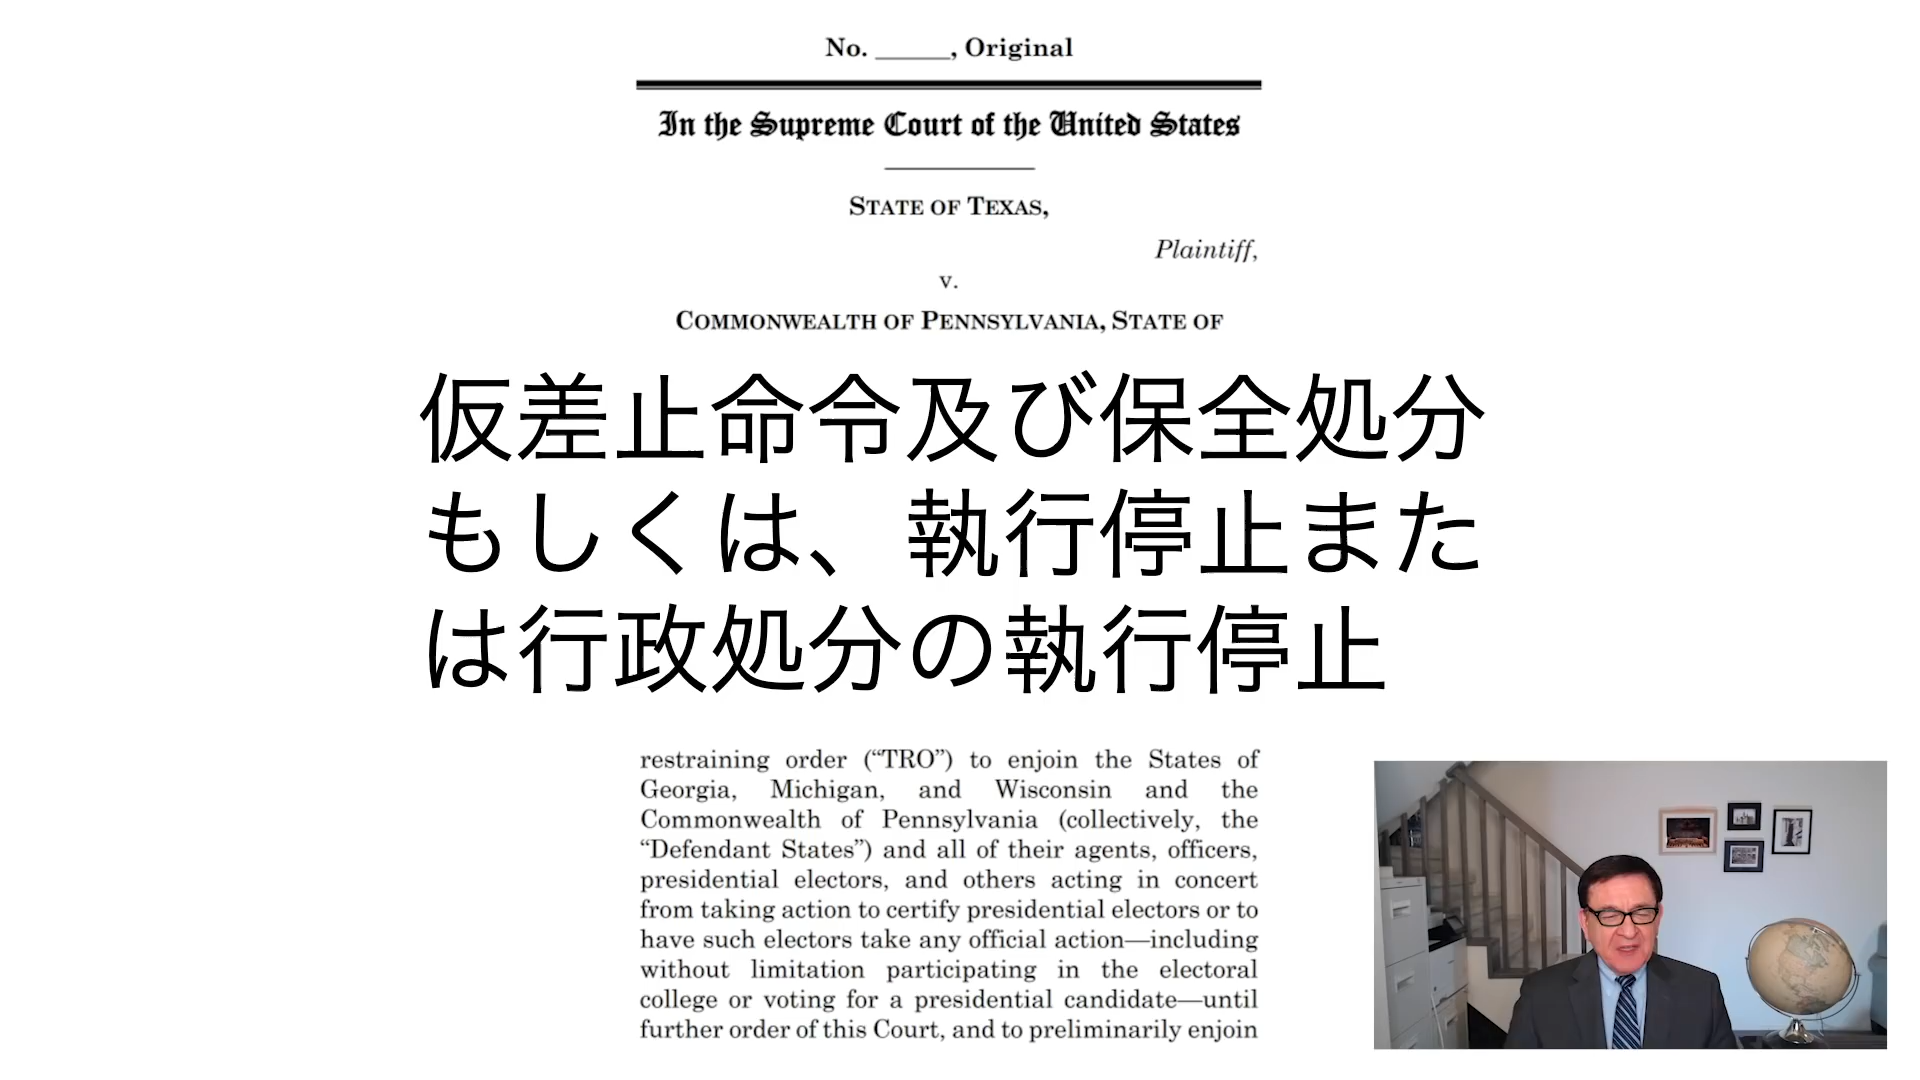 No. ______, Original
In the Supreme Court of the United States
STATE OF TEXAS,
Plaintiff,
v.
COMMONWEALTH OF PENNSYLVANIA, STATE OF
仮差止命令及び保全処分
もしくは、執行停止また
は行政処分の執行停止
restraining order (“TRO”) to enjoin the States of
Georgia, Michigan, and Wisconsin and the
Commonwealth of Pennsylvania (collectively, the
“Defendant States”) and all of their agents, officers,
presidential electors, and others acting in concert
from taking action to certify presidential electors or to
have such electors take any official action—including
without limitation participating in the electoral
college or voting for a presidential candidate—until
further order of this Court, and to preliminarily enjoin